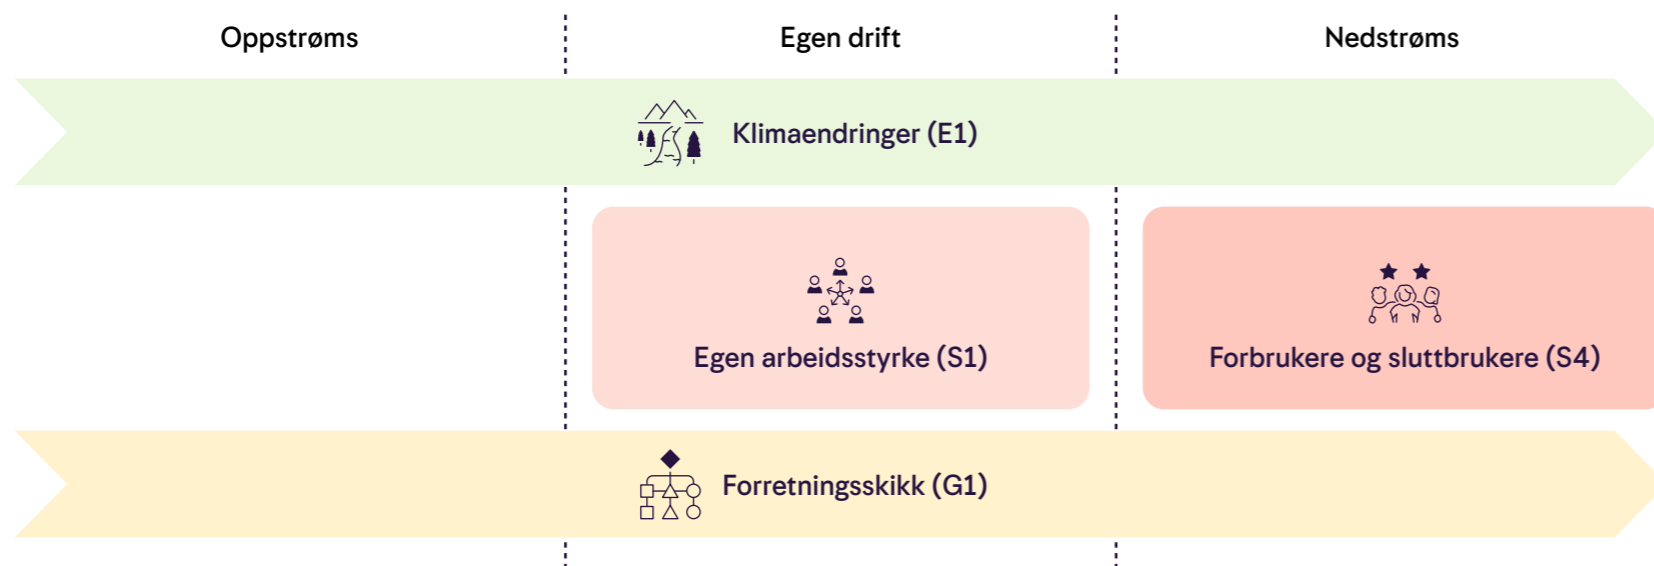 Oppstrøms
Egen drift
Nedstrøms
Klimaendringer (E1)
Egen arbeidsstyrke (S1)
Forbrukere og sluttbrukere (S4)
Forretningsskikk (G1)